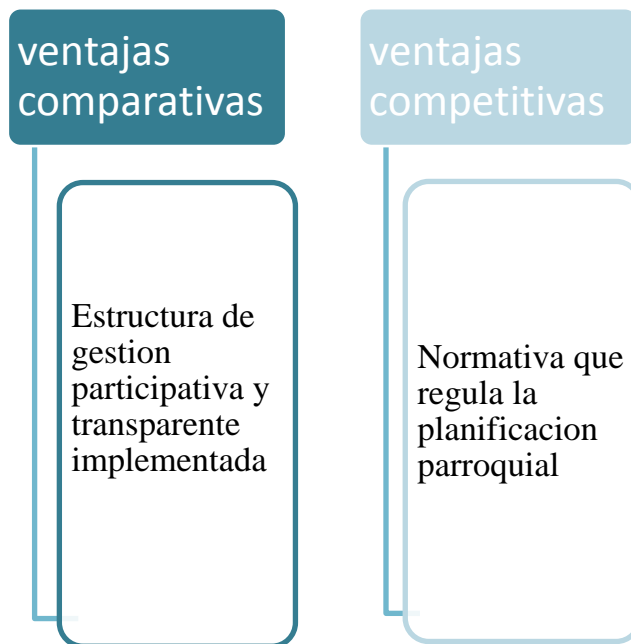 ventajas
comparativas
Estructura de
gestion
participativa y
transparente
implementada
ventajas
competitivas
Normativa que
regula la
planificacion
parroquial